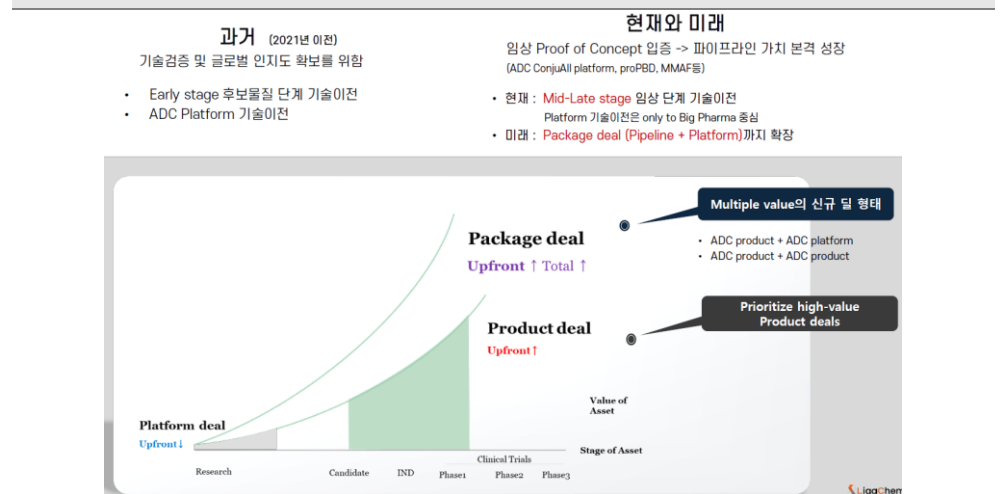 과거 (2021년 이전)
기술검증 및 글로벌 인지도 확보를 위함
• Early stage 후보물질 단계 기술이전
• ADC Platform 기술이전
현재와 미래
임상 Proof of Concept 입증 -> 파이프라인 가치 본격 성장
(ADC ConjuAll platform, proPBD, MMAF등)
• 현재 : Mid-Late stage 임상 단계 기술이전
Platform 기술이전은 only to Big Pharma 중심
• 미래 : Package deal (Pipeline + Platform)까지 확장
Multiple value의 신규 딜 형태
• ADC product + ADC platform
• ADC product + ADC product
Package deal
Upfront ↑ Total ↑
Prioritize high-value
Product deals
Product deal
Upfront↑
Value of
Asset
Platform deal
Upfront↓
Stage of Asset
Clinical Trials
Research
Candidate
IND
Phase1
Phase2
Phase3
LigaChem